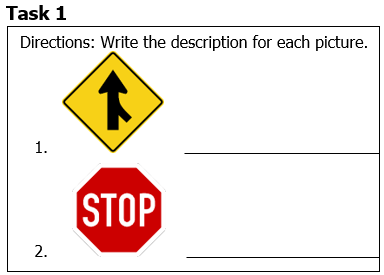 Task 1
Directions: Write the description for each picture.
1.
STOP
2.